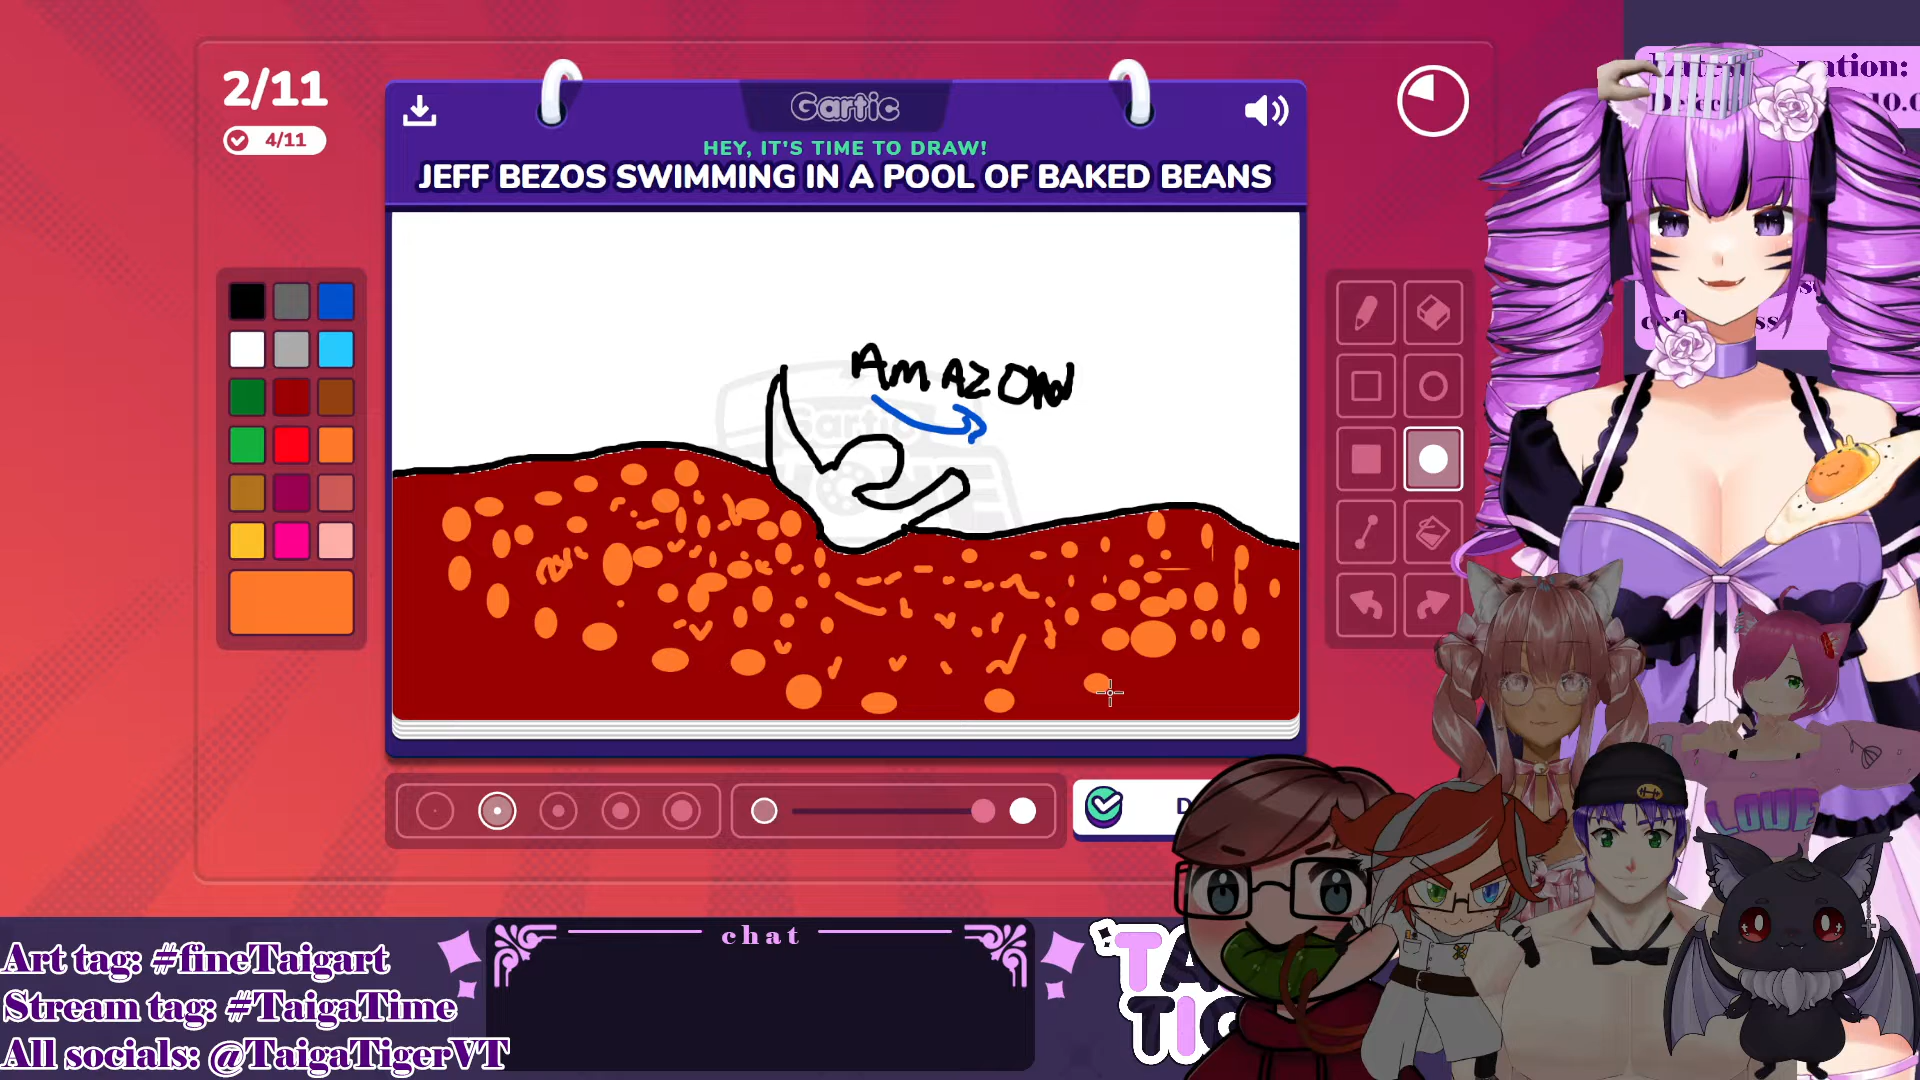 2/11
4/11
Gartic
HEY, IT'S TIME TO DRAW!
JEFF BEZOS SWIMMING IN A POOL OF BAKED BEANS
AMAZON
LOVE
chat
Art tag: #fineTaigart
Stream tag: #TaigaTime
All socials: @TaigaTigerVT